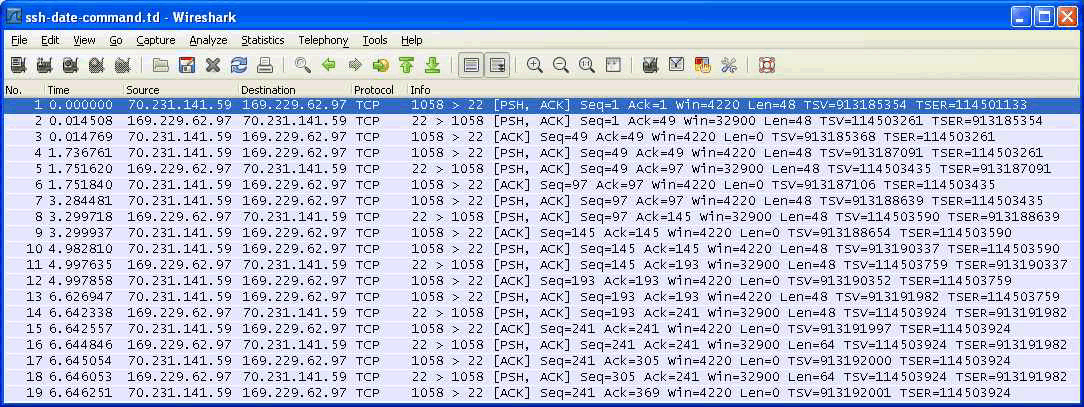 ssh-date-command.td - Wireshark
File Edit View Go Capture Analyze Statistics Telephony Tools Help
No. Time Source Destination Protocol Info
1 0.000000 70.231.141.59 169.229.62.97 TCP 1058 > 22 [PSH, ACK] Seq=1 Ack=1 Win=4220 Len=48 TSV=913185354 TSER=114501133
2 0.014508 169.229.62.97 70.231.141.59 TCP 22 > 1058 [PSH, ACK] Seq=1 Ack=49 Win=32900 Len=48 TSV=114503261 TSER=913185354
3 0.014769 70.231.141.59 169.229.62.97 TCP 1058 > 22 [ACK] Seq=49 Ack=49 Win=4220 Len=0 TSV=913185368 TSER=114503261
4 1.736761 70.231.141.59 169.229.62.97 TCP 1058 > 22 [PSH, ACK] Seq=49 Ack=49 Win=4220 Len=48 TSV=913187091 TSER=114503261
5 1.751620 169.229.62.97 70.231.141.59 TCP 22 > 1058 [PSH, ACK] Seq=49 Ack=97 Win=32900 Len=48 TSV=114503435 TSER=913187091
6 1.751840 70.231.141.59 169.229.62.97 TCP 1058 > 22 [ACK] Seq=97 Ack=97 Win=4220 Len=0 TSV=913187106 TSER=114503435
7 3.284481 70.231.141.59 169.229.62.97 TCP 1058 > 22 [PSH, ACK] Seq=97 Ack=97 Win=4220 Len=48 TSV=913188639 TSER=114503435
8 3.299718 169.229.62.97 70.231.141.59 TCP 22 > 1058 [PSH, ACK] Seq=97 Ack=145 Win=32900 Len=48 TSV=114503590 TSER=913188639
9 3.299937 70.231.141.59 169.229.62.97 TCP 1058 > 22 [ACK] Seq=145 Ack=145 Win=4220 Len=0 TSV=913188654 TSER=114503590
10 4.982810 70.231.141.59 169.229.62.97 TCP 1058 > 22 [PSH, ACK] Seq=145 Ack=145 Win=4220 Len=48 TSV=913190337 TSER=114503590
11 4.997635 169.229.62.97 70.231.141.59 TCP 22 > 1058 [PSH, ACK] Seq=145 Ack=193 Win=32900 Len=48 TSV=114503759 TSER=913190337
12 4.997858 70.231.141.59 169.229.62.97 TCP 1058 > 22 [ACK] Seq=193 Ack=193 Win=4220 Len=0 TSV=913190352 TSER=114503759
13 6.626947 70.231.141.59 169.229.62.97 TCP 1058 > 22 [PSH, ACK] Seq=193 Ack=193 Win=4220 Len=48 TSV=913191982 TSER=114503759
14 6.642338 169.229.62.97 70.231.141.59 TCP 22 > 1058 [PSH, ACK] Seq=193 Ack=241 Win=32900 Len=48 TSV=114503924 TSER=913191982
15 6.642557 70.231.141.59 169.229.62.97 TCP 1058 > 22 [ACK] Seq=241 Ack=241 Win=4220 Len=0 TSV=913191997 TSER=114503924
16 6.644846 169.229.62.97 70.231.141.59 TCP 22 > 1058 [PSH, ACK] Seq=241 Ack=241 Win=32900 Len=64 TSV=114503924 TSER=913191982
17 6.645054 70.231.141.59 169.229.62.97 TCP 1058 > 22 [ACK] Seq=241 Ack=305 Win=4220 Len=0 TSV=913192000 TSER=114503924
18 6.646053 169.229.62.97 70.231.141.59 TCP 22 > 1058 [PSH, ACK] Seq=305 Ack=241 Win=32900 Len=64 TSV=114503924 TSER=913191982
19 6.646251 70.231.141.59 169.229.62.97 TCP 1058 > 22 [ACK] Seq=241 Ack=369 Win=4220 Len=0 TSV=913192001 TSER=114503924